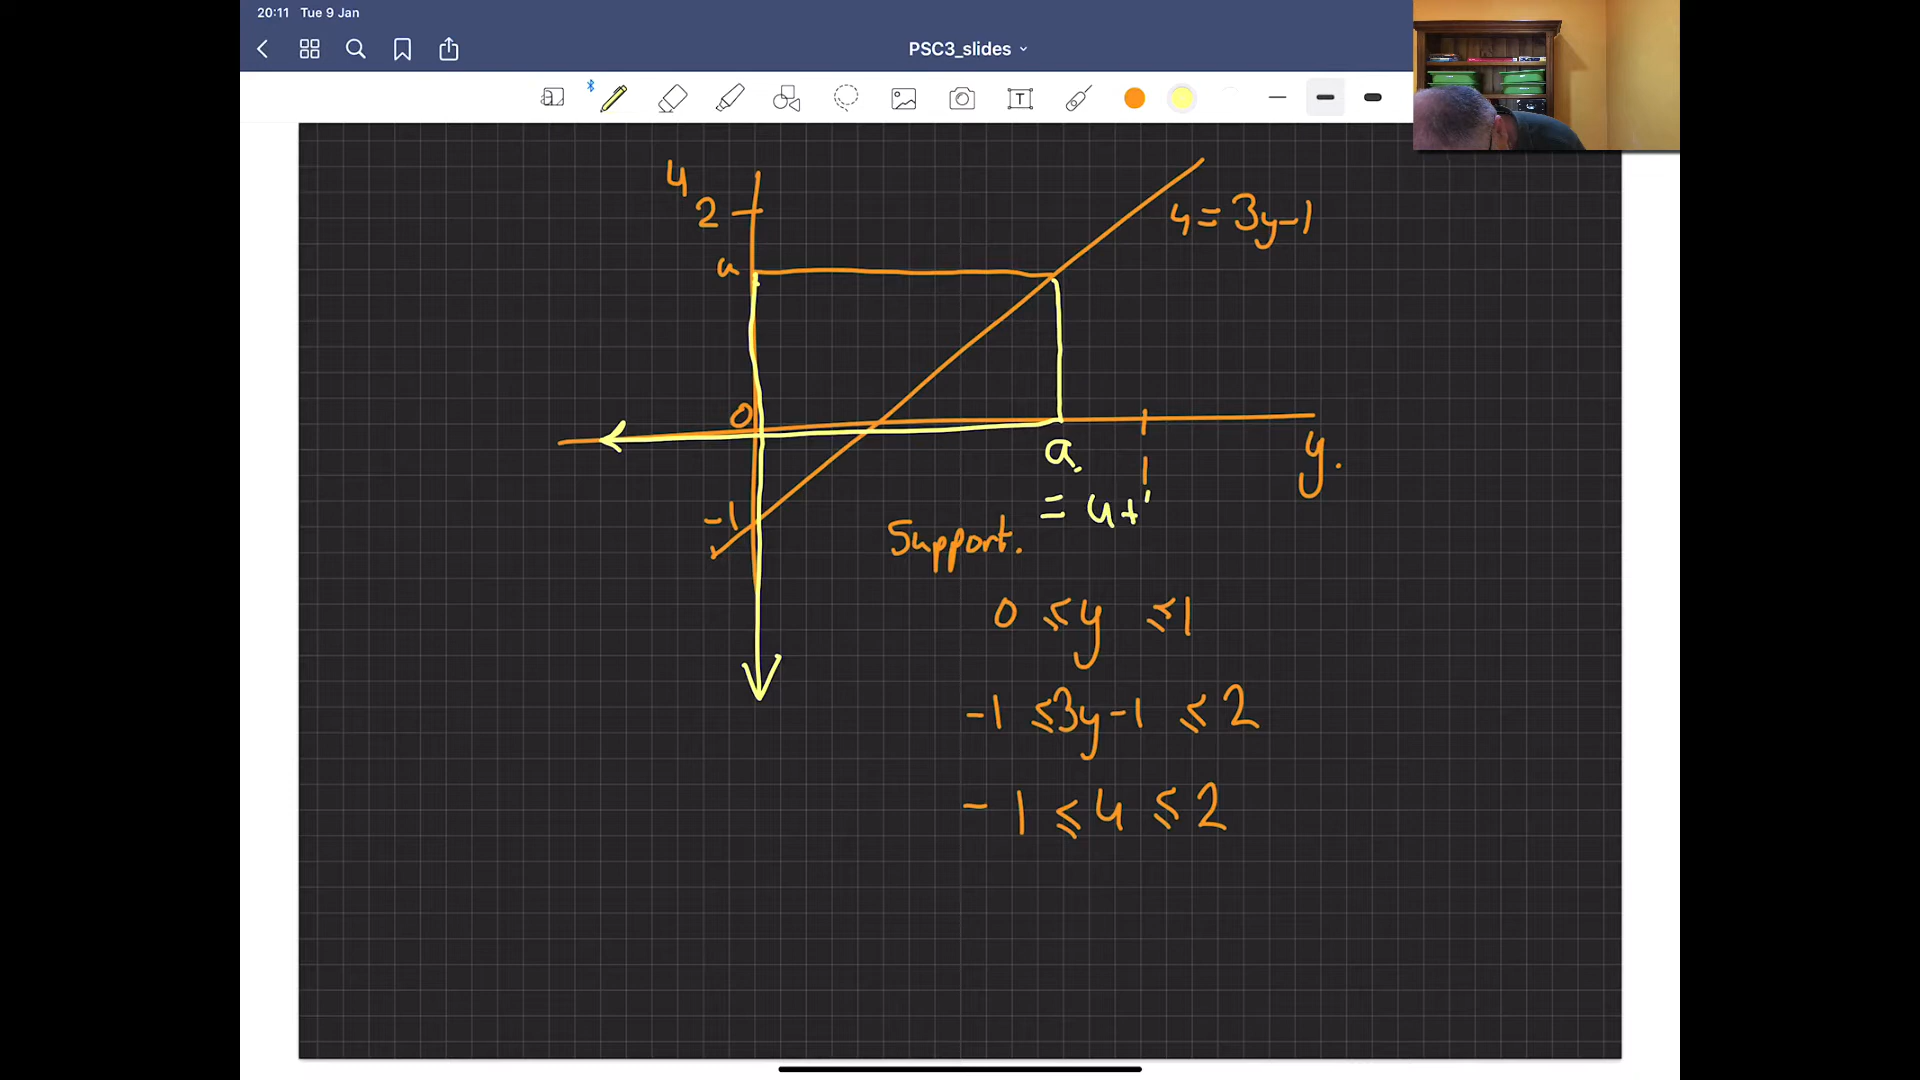 20:11 Tue 9 Jan
PSC3_slides
u
2
u = 3y-1
u
0
a.
y.
= u+1
-1
Support.
0 ≤ y ≤ 1
-1 ≤ 3y-1 ≤ 2
-1 ≤ u ≤ 2